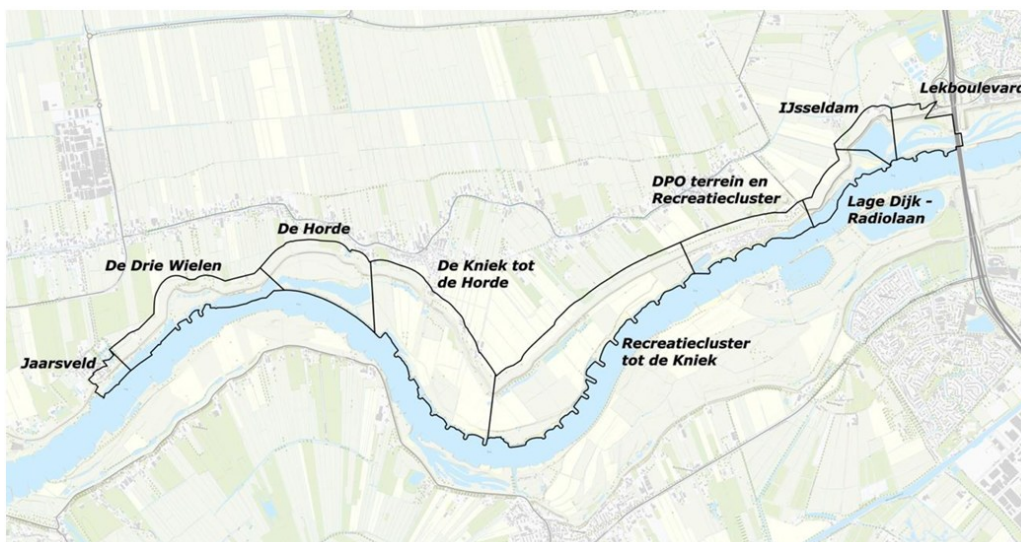 Lekboulevard
IJsseldam
DPO terrein en
Recreatiecluster
Lage Dijk -
Radiolaan
De Horde
De Drie Wielen
De Kniek tot
de Horde
Recreatiecluster
tot de Kniek
Jaarsveld